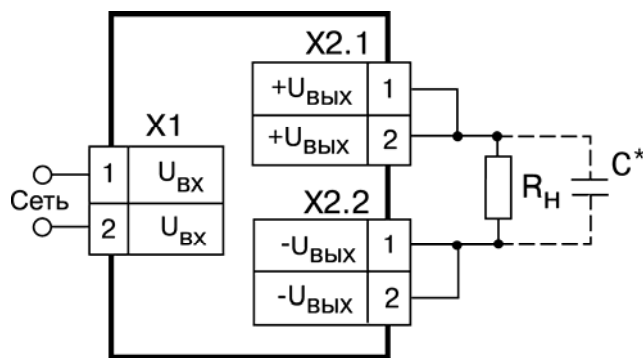 X2.1
+Uвых 1
+Uвых 2
X1
1 Uвх
2 Uвх
Сеть
X2.2
-Uвых 1
-Uвых 2
Rн
C*